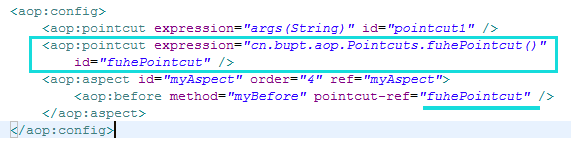 <aop:config>
<aop:pointcut expression="args(String)" id="pointcut1" />
<aop:pointcut expression="cn.bupt.aop.Pointcuts.fuhePointcut()"
id="fuhePointcut" />
<aop:aspect id="myAspect" order="4" ref="myAspect">
<aop:before method="myBefore" pointcut-ref="fuhePointcut" />
</aop:aspect>
</aop:config>